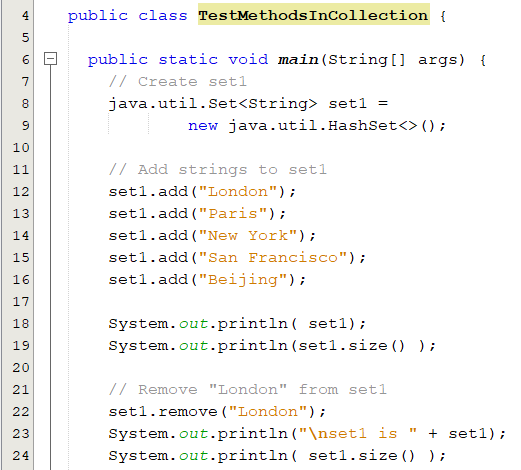 4 public class TestMethodsInCollection {
5
6 public static void main(String[] args) {
7 // Create set1
8 java.util.Set<String> set1 =
9 new java.util.HashSet<>();
10
11 // Add strings to set1
12 set1.add("London");
13 set1.add("Paris");
14 set1.add("New York");
15 set1.add("San Francisco");
16 set1.add("Beijing");
17
18 System.out.println( set1);
19 System.out.println(set1.size() );
20
21 // Remove "London" from set1
22 set1.remove("London");
23 System.out.println("\nset1 is " + set1);
24 System.out.println( set1.size() );